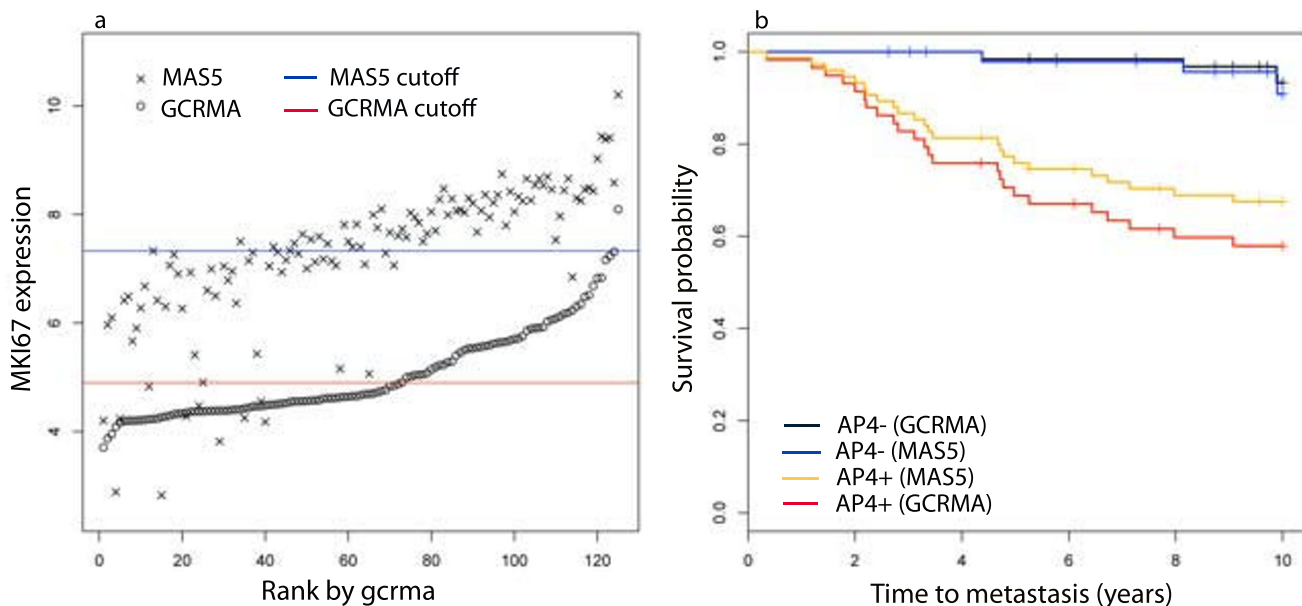 a
MAS5
MAS5 cutoff
GCRMA
GCRMA cutoff
MKI67 expression
10
8
6
4
0 20 40 60 80 100 120
Rank by gcrma
b
Survival probability
1.0
0.8
0.6
0.4
0.2
0.0
AP4- (GCRMA)
AP4- (MAS5)
AP4+ (MAS5)
AP4+ (GCRMA)
0 2 4 6 8 10
Time to metastasis (years)